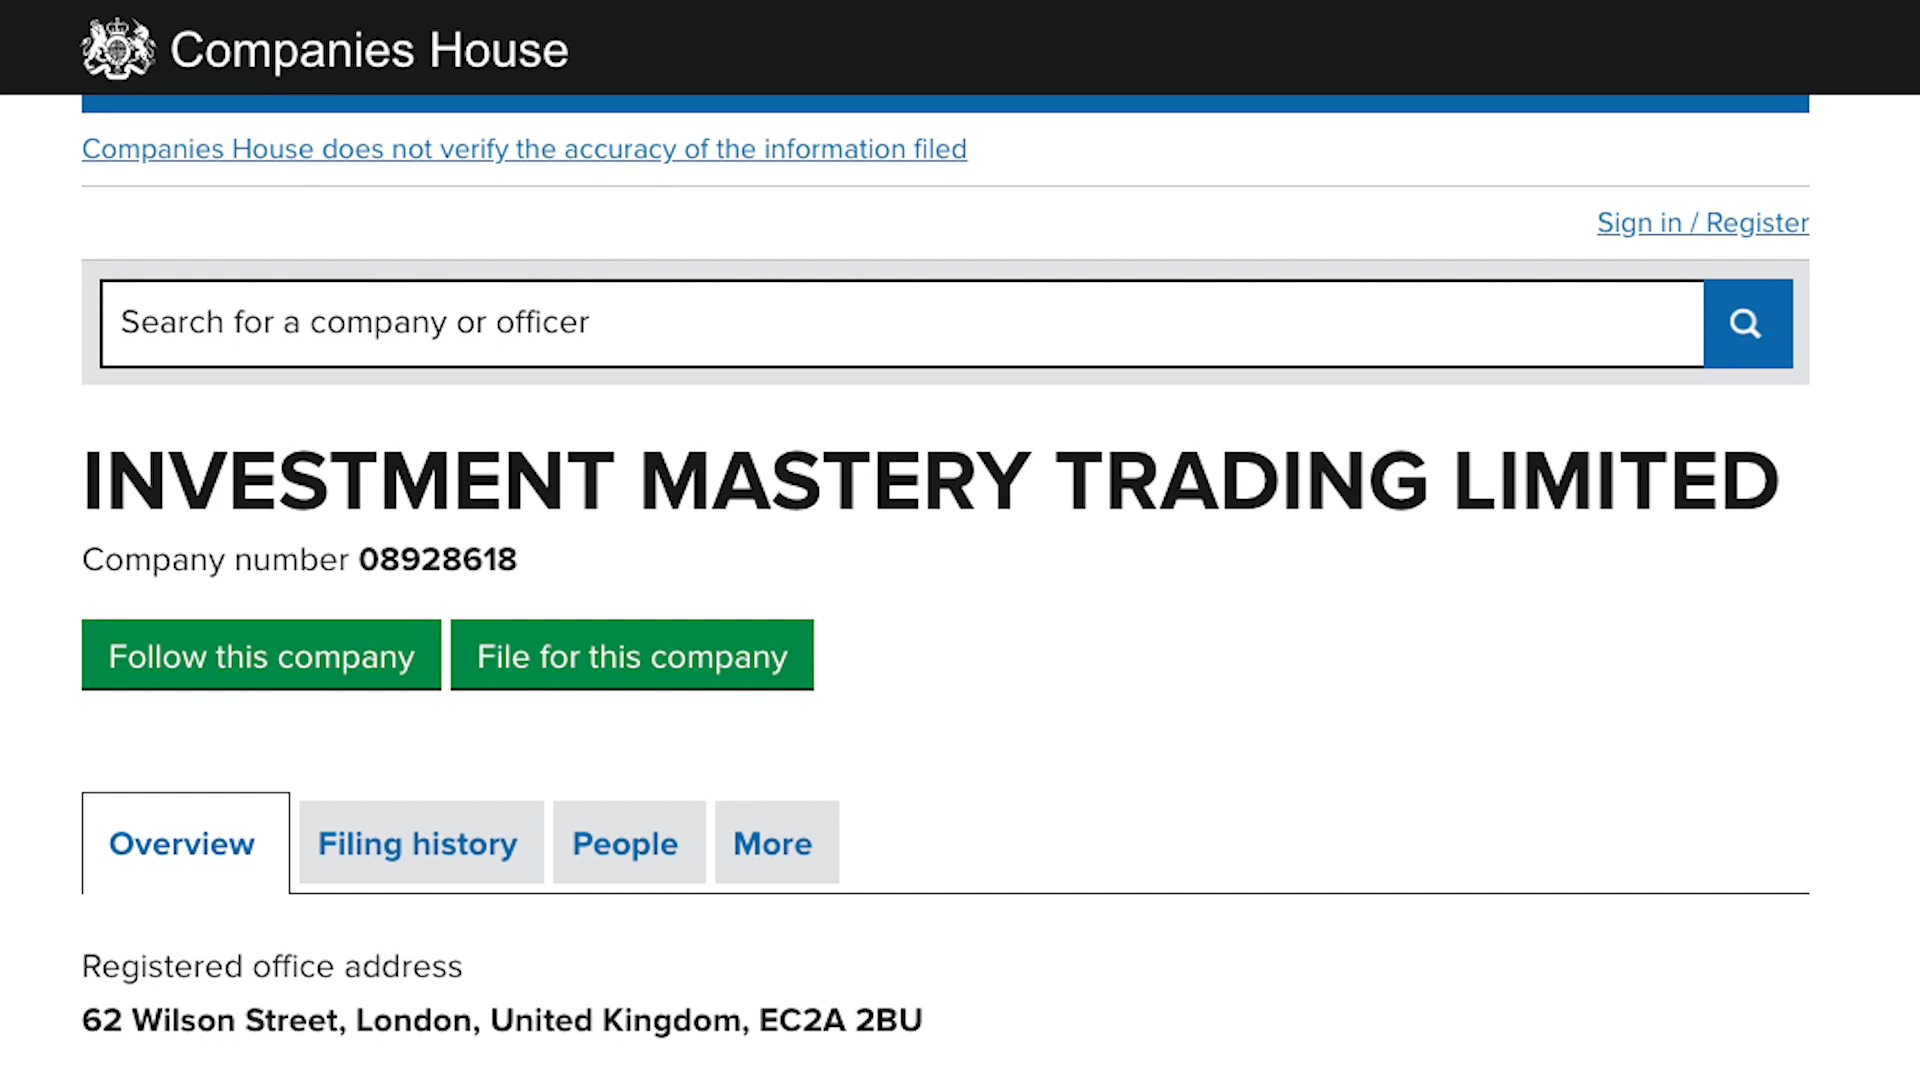 Companies House
Companies House does not verify the accuracy of the information filed
Sign in / Register
Search for a company or officer
INVESTMENT MASTERY TRADING LIMITED
Company number 08928618
Follow this company File for this company
Overview Filing history People More
Registered office address
62 Wilson Street, London, United Kingdom, EC2A 2BU